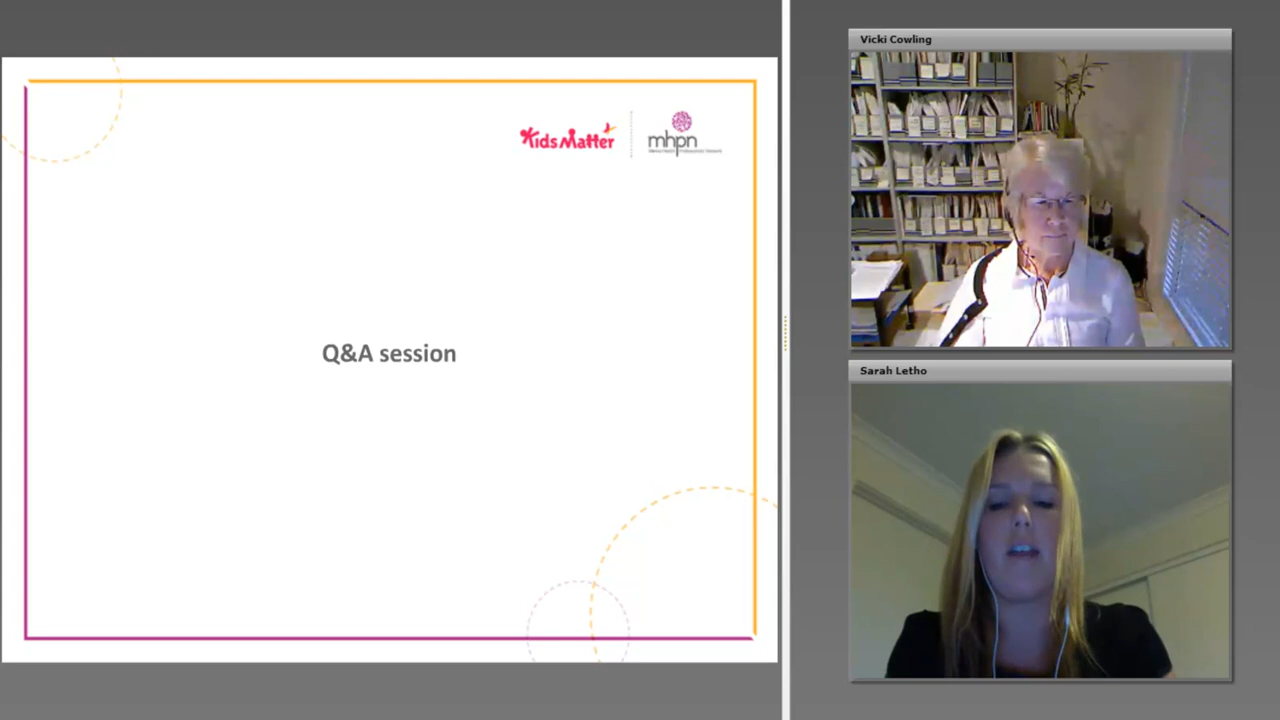 KidsMatter
mhpn
Q&A session
Vicki Cowling
Sarah Letho